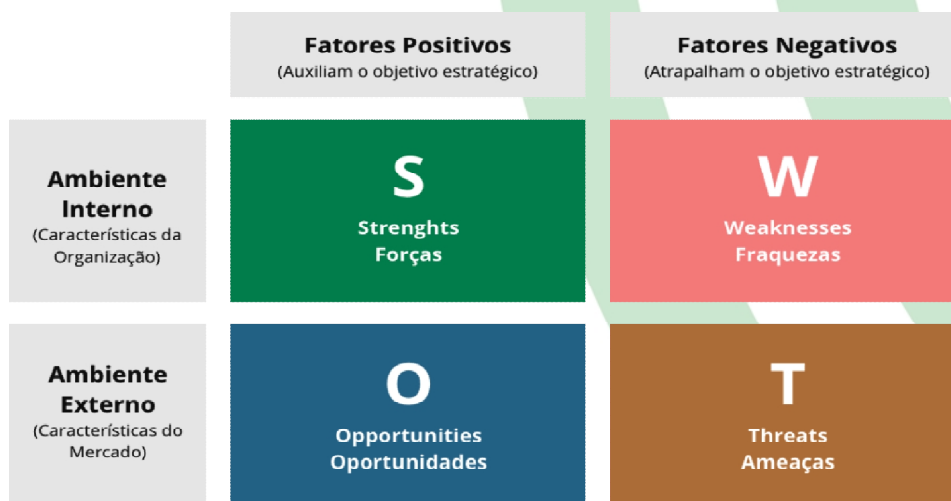 Fatores Positivos
(Auxiliam o objetivo estratégico)
Fatores Negativos
(Atrapalham o objetivo estratégico)
Ambiente
Interno
(Características da
Organização)
S
Strenghts
Forças
W
Weaknesses
Fraquezas
Ambiente
Externo
(Características do
Mercado)
O
Opportunities
Oportunidades
T
Threats
Ameaças